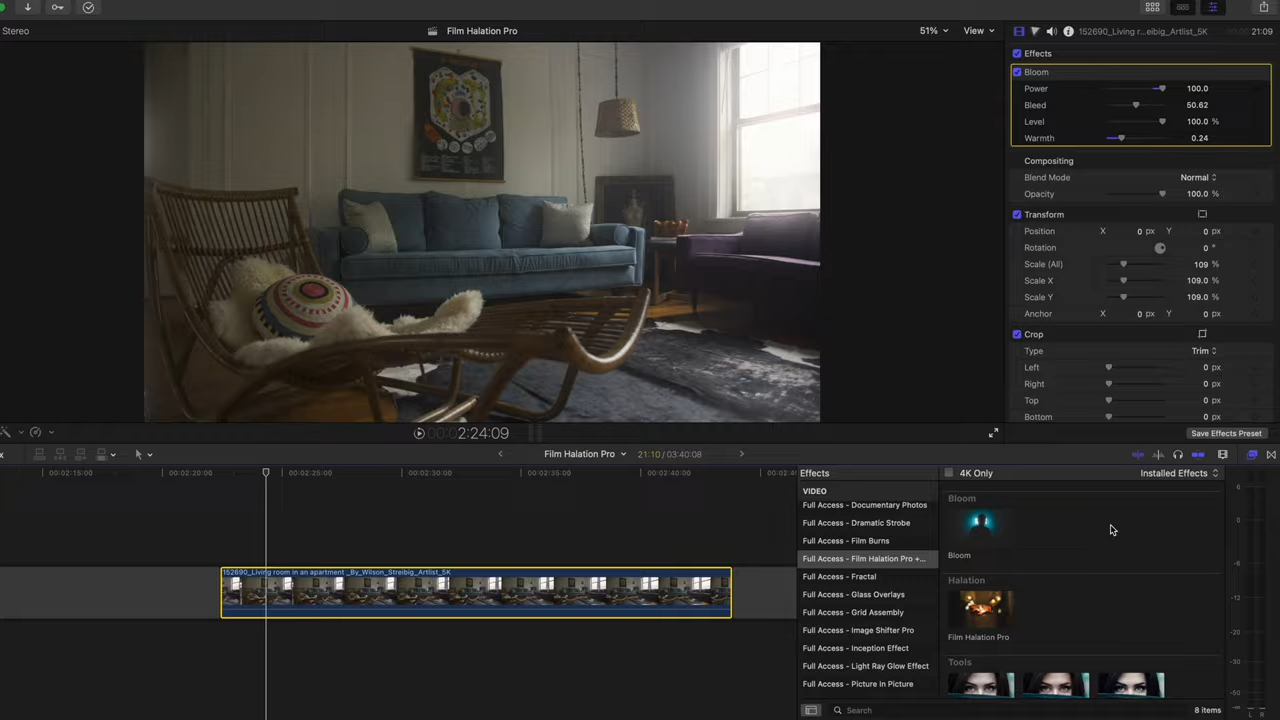 Stereo
Film Halation Pro
51%
View
152690_Living r...eibig_Artlist_5K
21:09
Effects
Bloom
Power
100.0
Bleed
50.62
Level
100.0 %
Warmth
0.24
Compositing
Blend Mode
Normal
Opacity
100.0 %
Transform
Position
X
0 px
Y
0 px
Rotation
0 °
Scale (All)
109 %
Scale X
109.0 %
Scale Y
109.0 %
Anchor
X
0 px
Y
0 px
Crop
Type
Trim
Left
0 px
Right
0 px
Top
0 px
Bottom
0 px
2:24:09
Save Effects Preset
x
Film Halation Pro
21:10 / 03:40:08
00:02:15:00
00:02:20:00
00:02:25:00
00:02:30:00
00:02:35:00
00:02:40:00
152690_Living room in an apartment _By_Wilson_Streibig_Artlist_5K
Effects
4K Only
Installed Effects
VIDEO
Full Access - Documentary Photos
Full Access - Dramatic Strobe
Full Access - Film Burns
Full Access - Film Halation Pro +...
Full Access - Fractal
Full Access - Glass Overlays
Full Access - Grid Assembly
Full Access - Image Shifter Pro
Full Access - Inception Effect
Full Access - Light Ray Glow Effect
Full Access - Picture In Picture
Bloom
Bloom
Halation
Film Halation Pro
Tools
Search
8 items
6
0
-6
-12
-20
-30
L
R